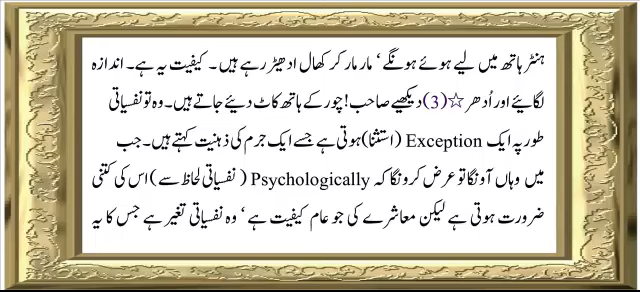 ہنٹر ہاتھ میں لیے ہوئے ہونگے‘ مار مار کر کھال ادھیڑ رہے ہیں۔ کیفیت یہ ہے۔ اندازہ
لگائیے اور اُدھر ☆(3) دیکھیے صاحب! چور کے ہاتھ کاٹ دیئے جاتے ہیں۔ وہ تو نفسیاتی
طور پہ ایک Exception (استثنا) ہوتی ہے جسے ایک جرم کی ذہنیت کہتے ہیں۔ جب
میں وہاں آونگا تو عرض کرونگا کہ Psychologically (نفسیاتی لحاظ سے) اس کی کتنی
ضرورت ہوتی ہے لیکن معاشرے کی جو عام کیفیت ہے‘ وہ نفسیاتی تغیر ہے جس کا یہ